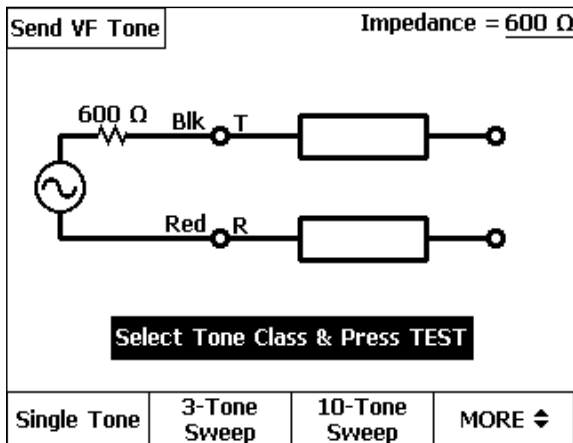 Send VF Tone
Impedance = 600 Ω
600 Ω
Blk T
Red R
Select Tone Class & Press TEST
Single Tone
3-Tone
Sweep
10-Tone
Sweep
MORE